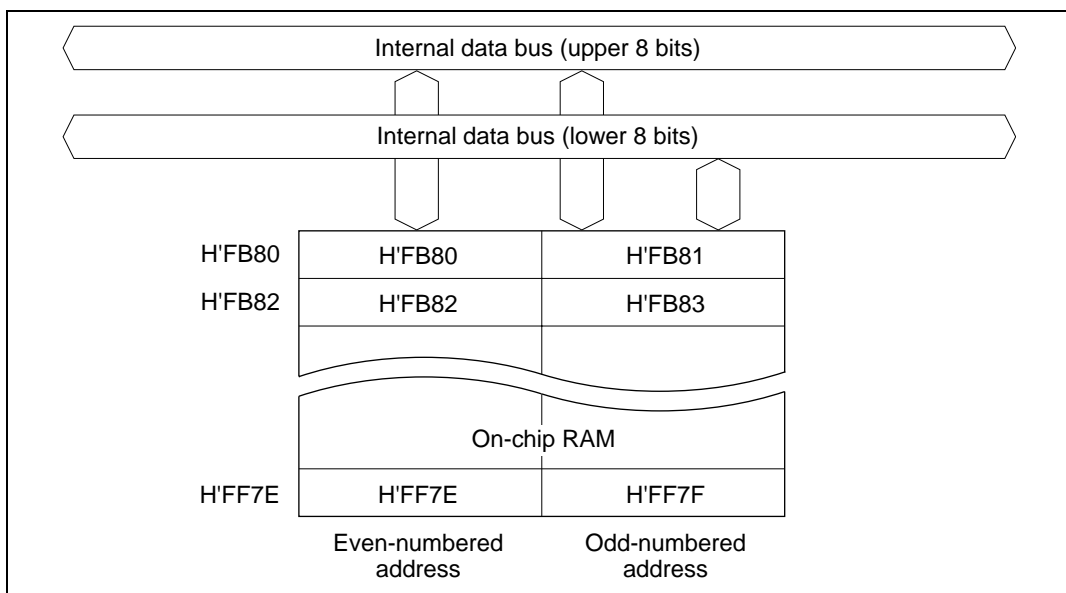 Internal data bus (upper 8 bits)
Internal data bus (lower 8 bits)
H'FB80 H'FB80 H'FB81
H'FB82 H'FB82 H'FB83
On-chip RAM
H'FF7E H'FF7E H'FF7F
Even-numbered address
Odd-numbered address